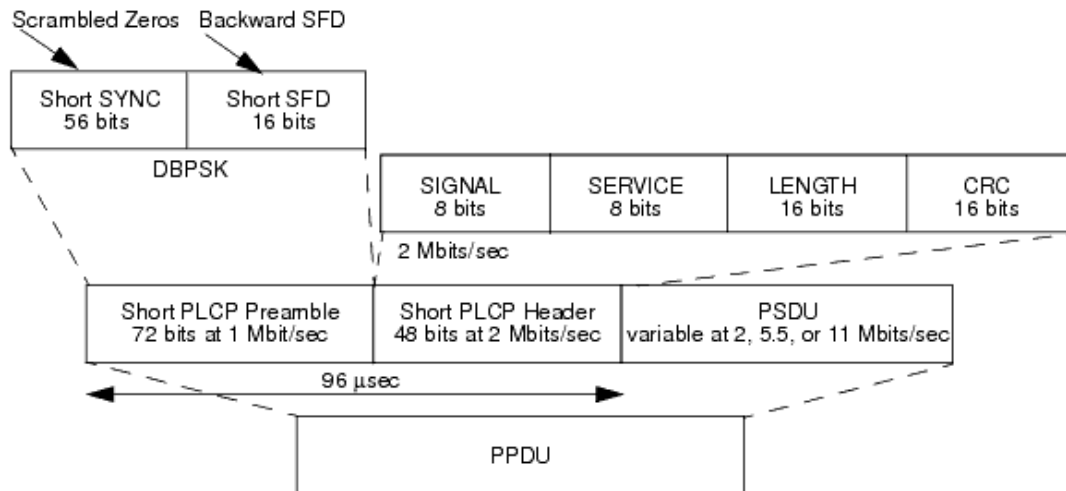 Scrambled Zeros
Backward SFD
Short SYNC
56 bits
Short SFD
16 bits
DBPSK
SIGNAL
8 bits
SERVICE
8 bits
LENGTH
16 bits
CRC
16 bits
2 Mbits/sec
Short PLCP Preamble
72 bits at 1 Mbit/sec
Short PLCP Header
48 bits at 2 Mbits/sec
PSDU
variable at 2, 5.5, or 11 Mbits/sec
96 μsec
PPDU